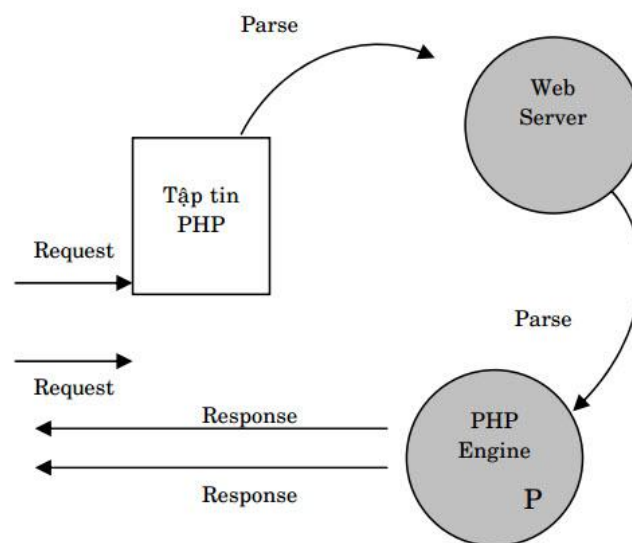 Parse
Web
Server
Tập tin
PHP
Request
Parse
Request
Response
PHP
Engine
P
Response